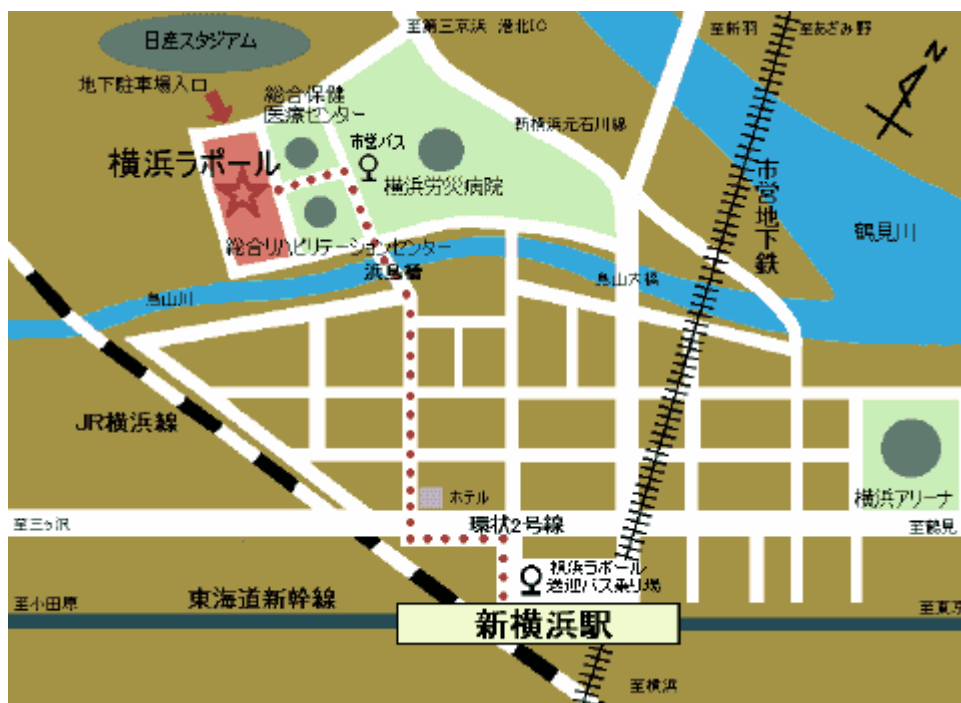 日産スタジアム
至第三京浜 港北IC
至新羽
至あざみ野
地下駐車場入口
N
総合保健
医療センター
市営バス
新横浜元石川線
横浜ラポール
横浜労災病院
市営地下鉄
鶴見川
総合リハビリテーションセンター
浜鳥橋
鳥山大橋
鳥山川
JR横浜線
ホテル
横浜アリーナ
至三ヶ沢
環状2号線
至鶴見
横浜ラポール
送迎バス乗り場
至小田原
東海道新幹線
至東京
新横浜駅
至横浜